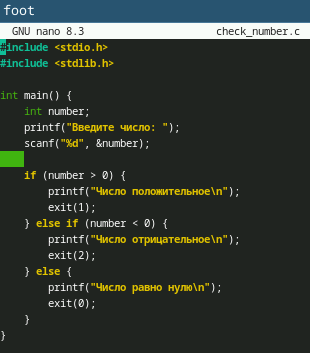 foot
GNU nano 8.3 check_number.c
#include <stdio.h>
#include <stdlib.h>
int main() {
    int number;
    printf("Введите число: ");
    scanf("%d", &number);
    if (number > 0) {
        printf("Число положительное\n");
        exit(1);
    } else if (number < 0) {
        printf("Число отрицательное\n");
        exit(2);
    } else {
        printf("Число равно нулю\n");
        exit(0);
    }
}